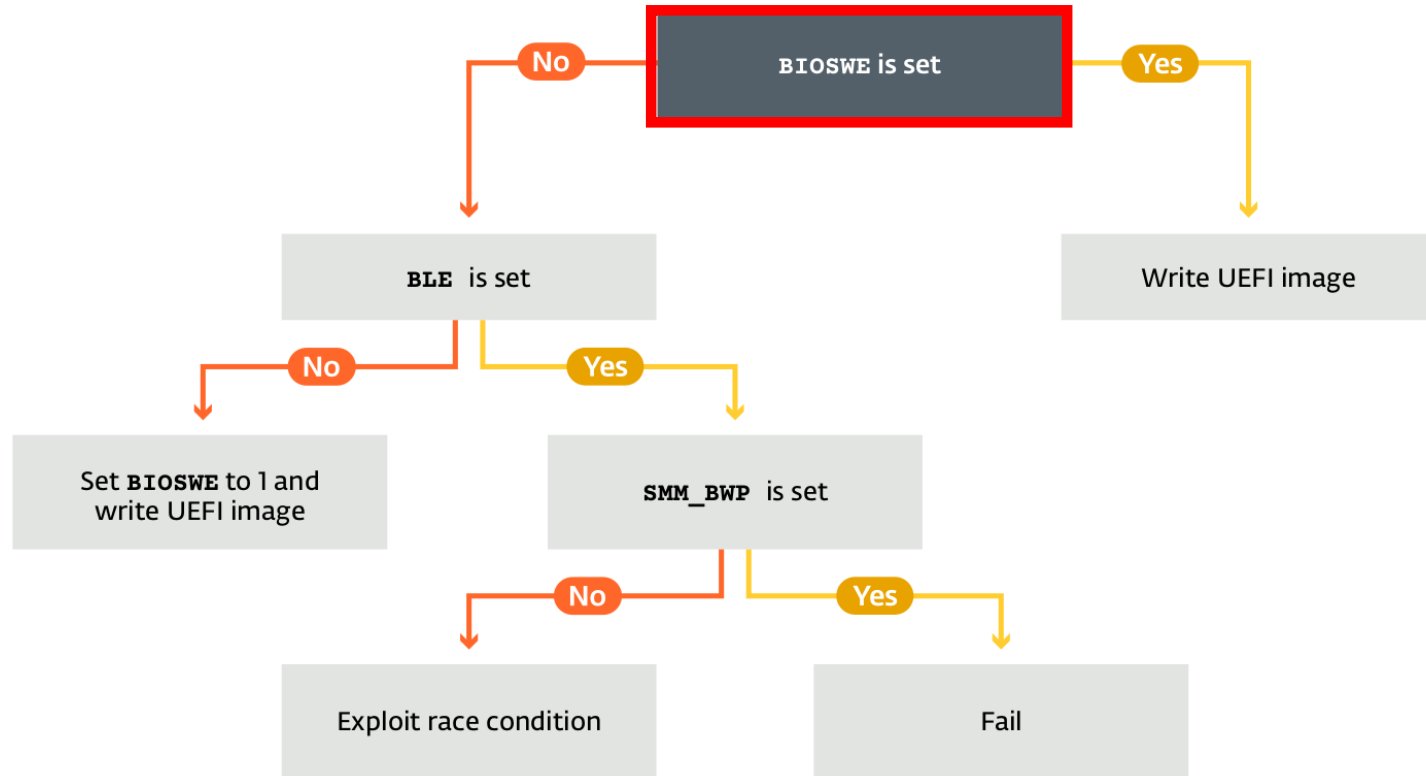 No
BIOSWE is set
Yes
BLE is set
Write UEFI image
No
Yes
Set BIOSWE to 1 and
write UEFI image
SMM_BWP is set
No
Yes
Exploit race condition
Fail